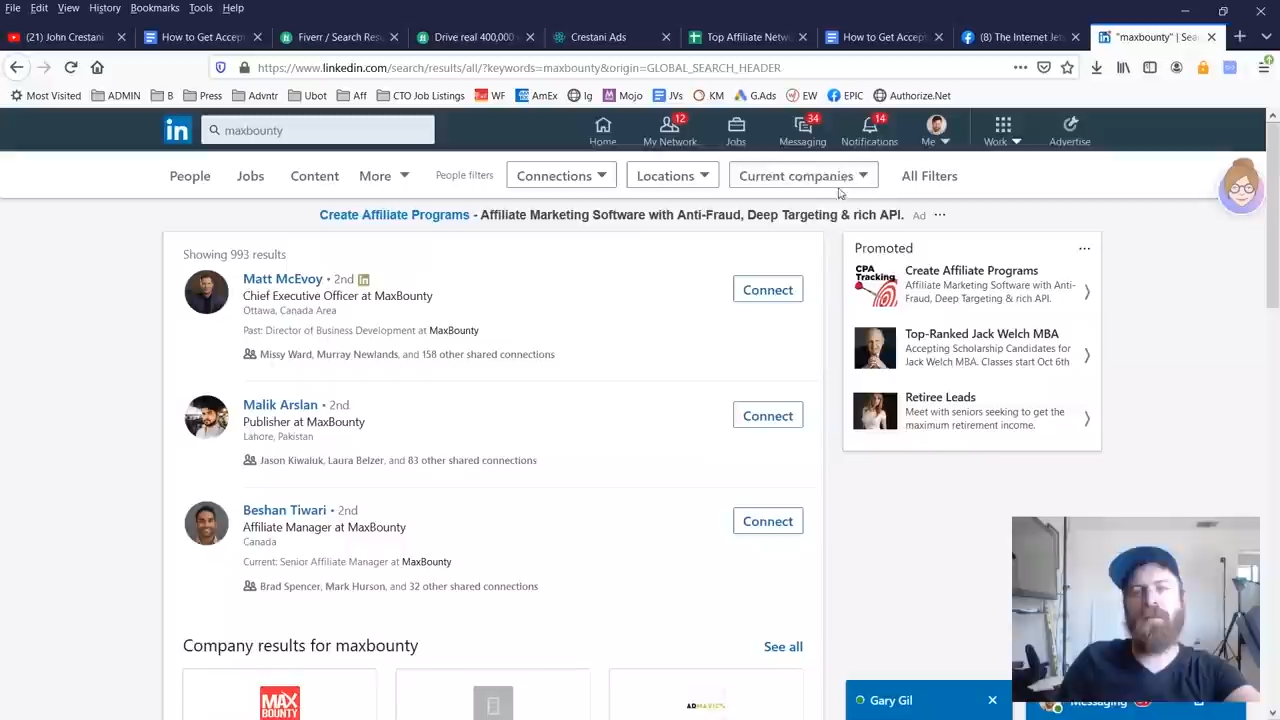 File Edit View History Bookmarks Tools Help
(21) John Crestani
How to Get Accep
Fiverr / Search Resu
Drive real 400,000
Crestani Ads
Top Affiliate Netw
How to Get Accep
(8) The Internet Je
"maxbounty" | Sea
https://www.linkedin.com/search/results/all/?keywords=maxbounty&origin=GLOBAL_SEARCH_HEADER
Most Visited ADMIN B Press Advntr Ubot Aff CTO Job Listings WF AmEx Ig Mojo JVs KM G.Ads EW EPIC Authorize.Net
in
maxbounty
Home
12
My Network
Jobs
34
Messaging
14
Notifications
Me
Work
Advertise
People Jobs Content More People filters Connections Locations Current companies All Filters
Create Affiliate Programs - Affiliate Marketing Software with Anti-Fraud, Deep Targeting & rich API. Ad
Showing 993 results
Matt McEvoy • 2nd in
Chief Executive Officer at MaxBounty
Ottawa, Canada Area
Past: Director of Business Development at MaxBounty
Missy Ward, Murray Newlands, and 158 other shared connections
Connect
Malik Arslan • 2nd
Publisher at MaxBounty
Lahore, Pakistan
Jason Kiwaluk, Laura Belzer, and 83 other shared connections
Connect
Beshan Tiwari • 2nd
Affiliate Manager at MaxBounty
Canada
Current: Senior Affiliate Manager at MaxBounty
Brad Spencer, Mark Hurson, and 32 other shared connections
Connect
Company results for maxbounty
See all
MAX
BOUNTY
Promoted
CPA
Tracking
Create Affiliate Programs
Affiliate Marketing Software with Anti-
Fraud, Deep Targeting & rich API.
Top-Ranked Jack Welch MBA
Accepting Scholarship Candidates for
Jack Welch MBA. Classes start Oct 6th
Retiree Leads
Meet with seniors seeking to get the
maximum retirement income.
Gary Gil
Messaging